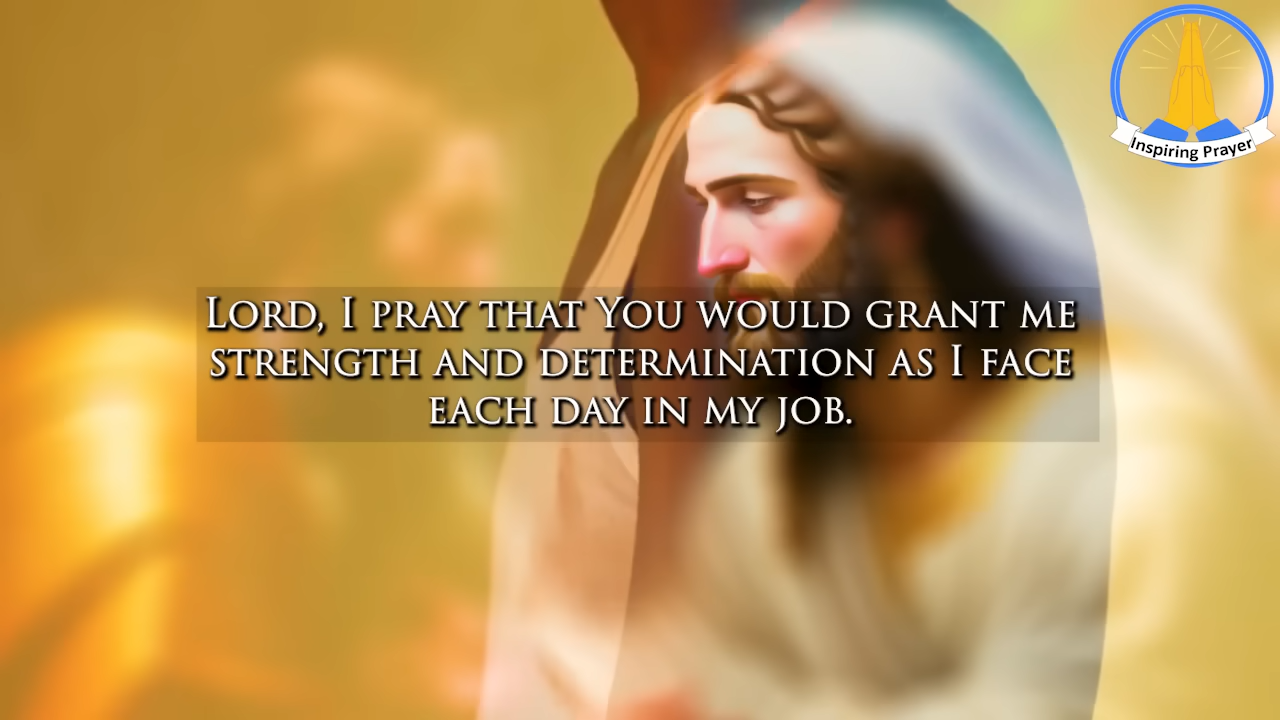 Inspiring Prayer
Lord, I pray that You would grant me
strength and determination as I face
each day in my job.